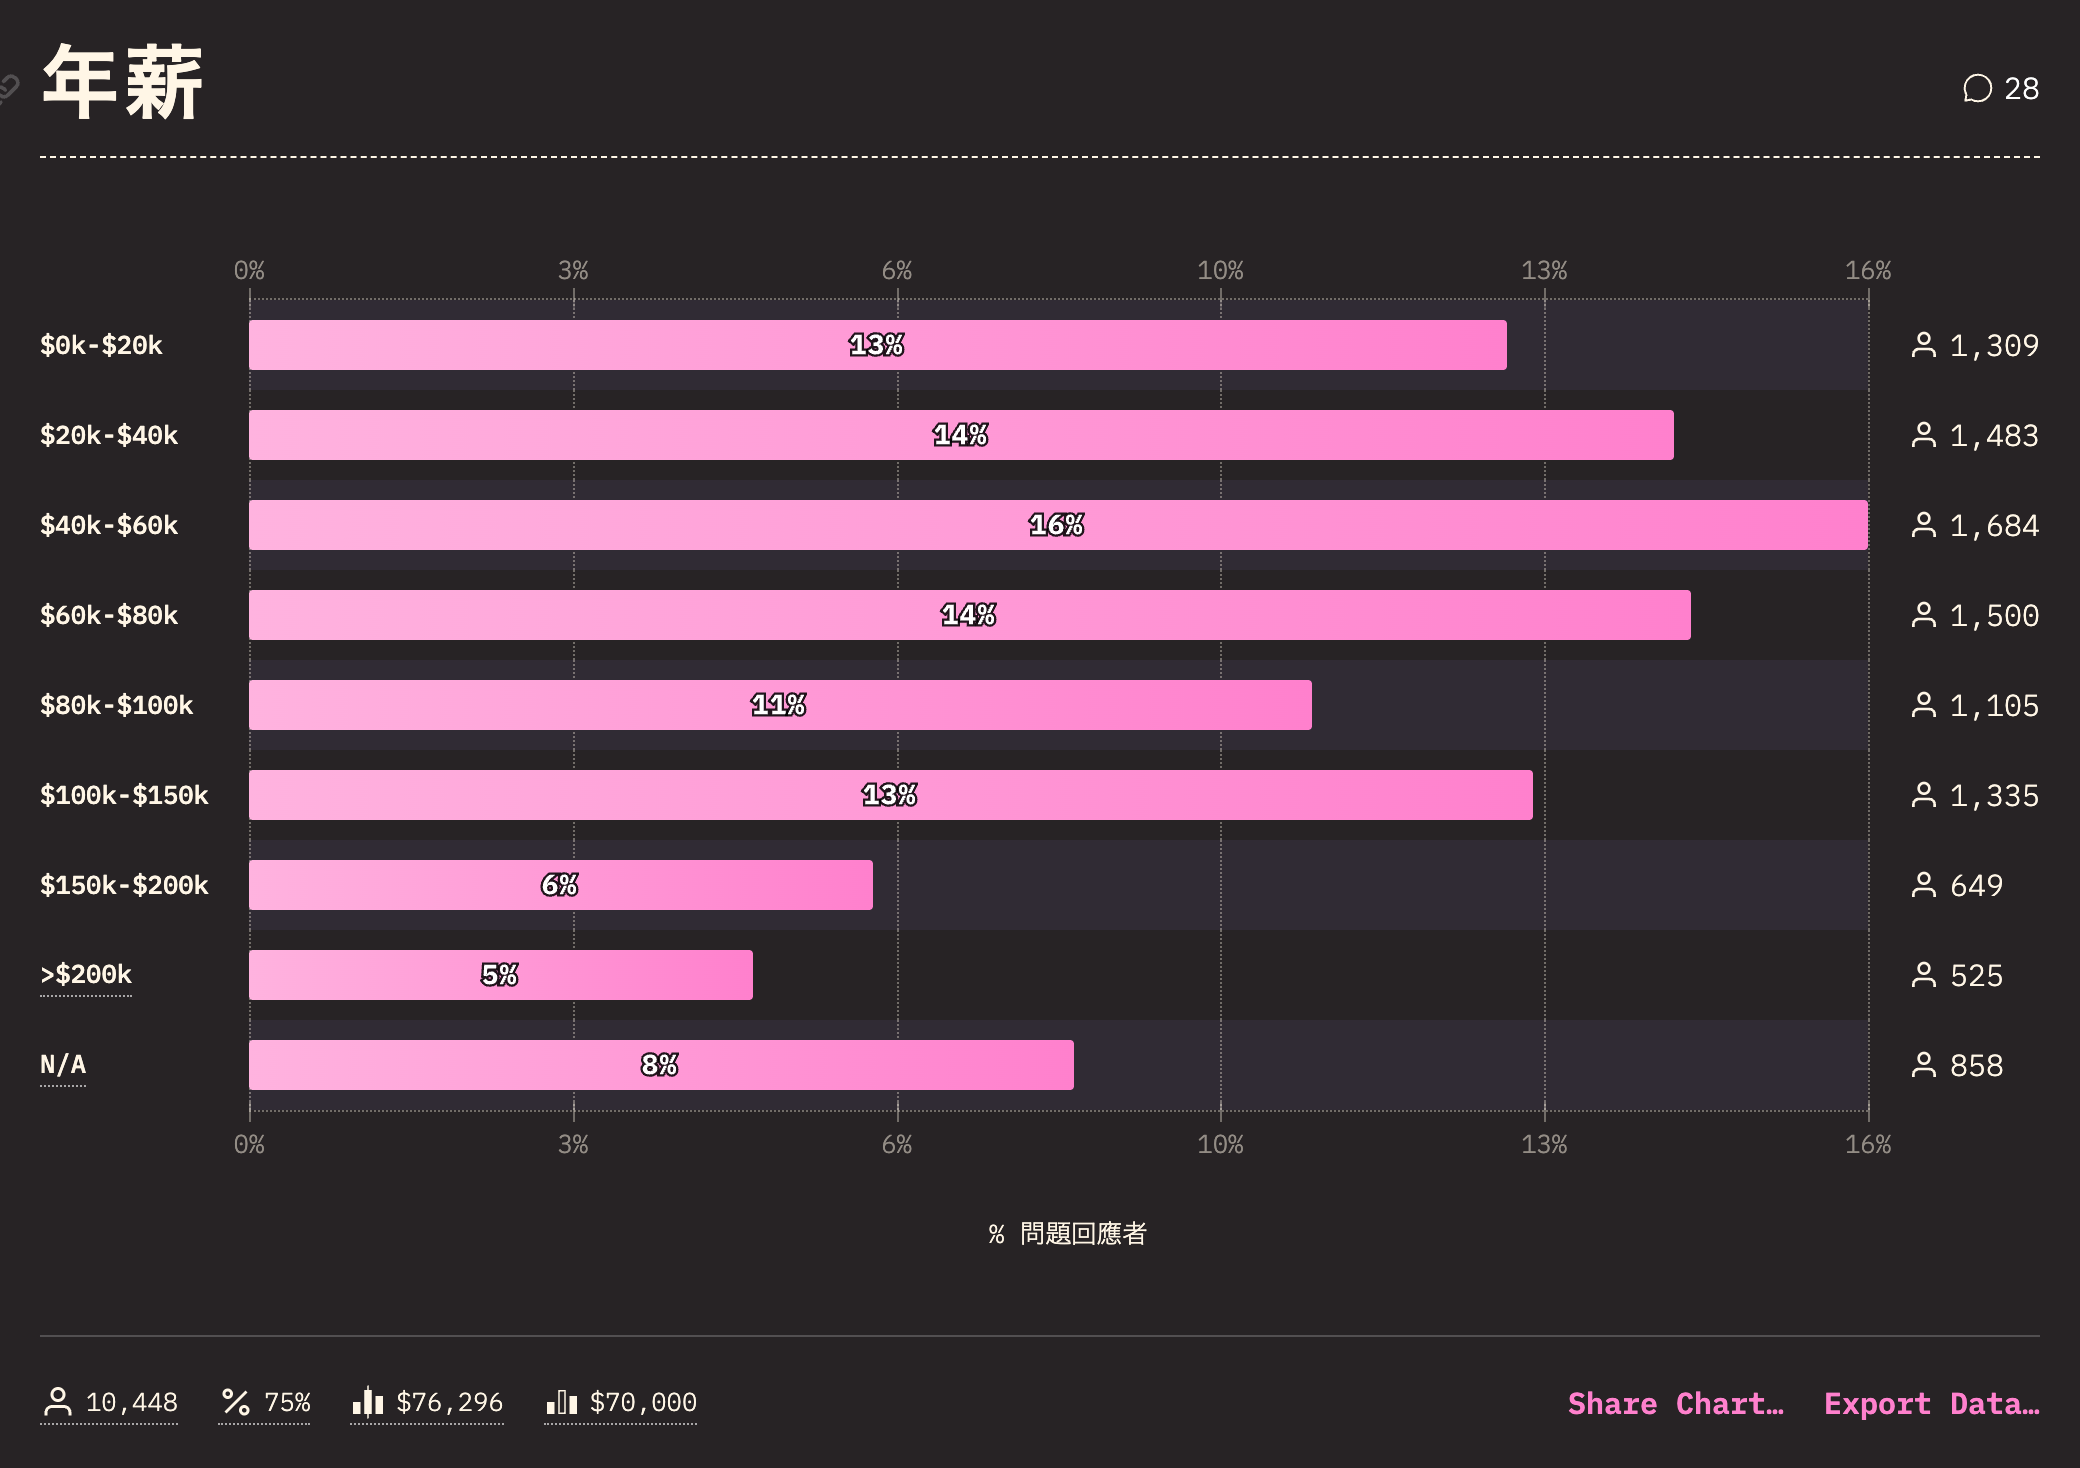 年薪
28
0% 3% 6% 10% 13% 16%
$0k-$20k 13% 1,309
$20k-$40k 14% 1,483
$40k-$60k 16% 1,684
$60k-$80k 14% 1,500
$80k-$100k 11% 1,105
$100k-$150k 13% 1,335
$150k-$200k 6% 649
>$200k 5% 525
N/A 8% 858
0% 3% 6% 10% 13% 16%
% 問題回應者
10,448 75% $76,296 $70,000 Share Chart… Export Data…